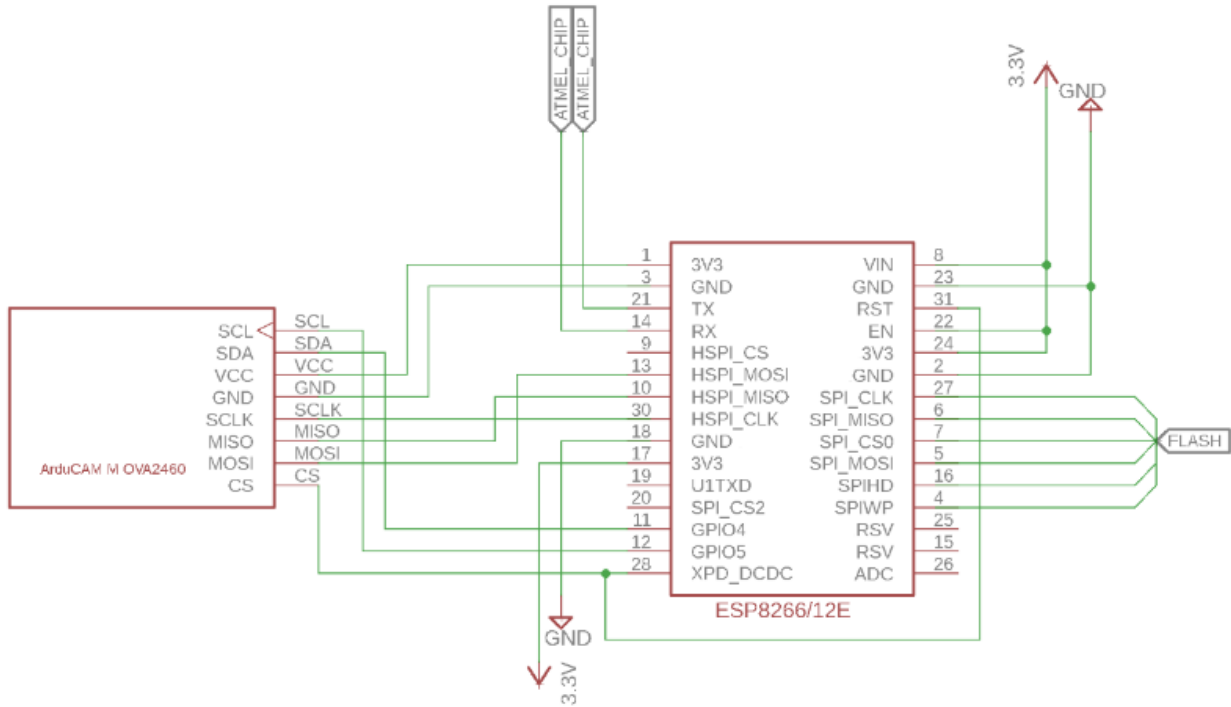 ATMEL_CHIP
ATMEL_CHIP
3.3V
GND
SCL SCL
SDA SDA
VCC VCC
GND GND
SCLK SCLK
MISO MISO
MOSI MOSI
CS CS
ArduCAM M OVA2460
1 3V3 VIN 8
3 GND GND 23
21 TX RST 31
14 RX EN 22
9 HSPI_CS 3V3 24
13 HSPI_MOSI GND 2
10 HSPI_MISO SPI_CLK 27
30 HSPI_CLK SPI_MISO 6
18 GND SPI_CS0 7
17 3V3 SPI_MOSI 5
19 U1TXD SPIHD 16
20 SPI_CS2 SPIWP 4
11 GPIO4 RSV 25
12 GPIO5 RSV 15
28 XPD_DCDC ADC 26
FLASH
ESP8266/12E
GND
3.3V